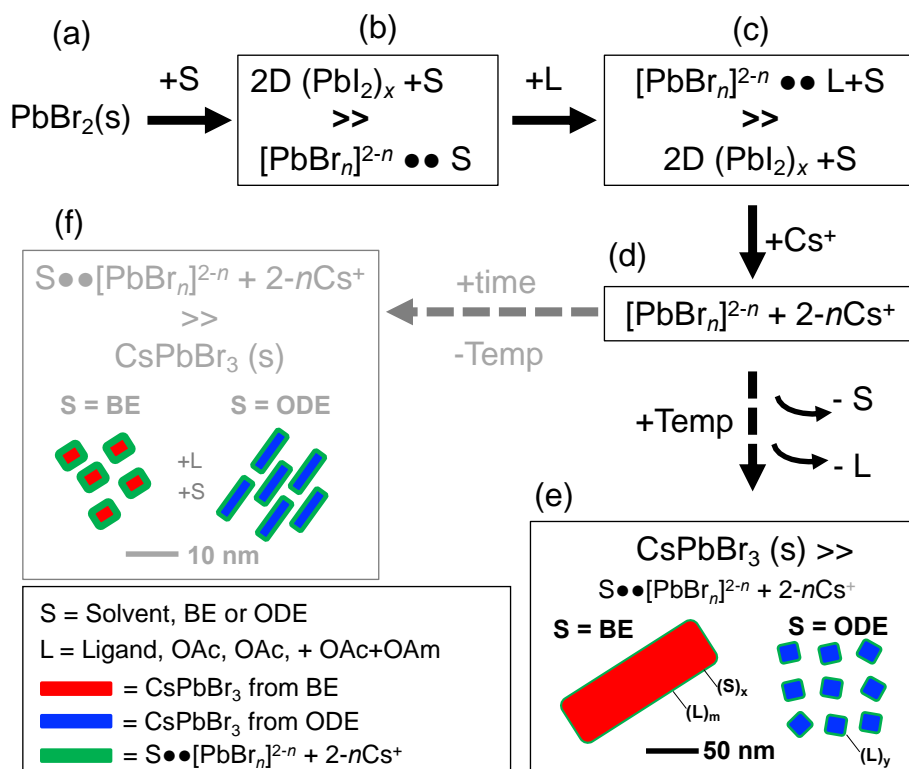 (a)
PbBr₂(s)
+S
(b)
2D (PbI₂)ₓ +S
>>
[PbBrₙ]²⁻ⁿ ●● S
+L
(c)
[PbBrₙ]²⁻ⁿ ●● L+S
>>
2D (PbI₂)ₓ +S
+Cs⁺
(d)
[PbBrₙ]²⁻ⁿ + 2-nCs⁺
+time
-Temp
(f)
S●●[PbBrₙ]²⁻ⁿ + 2-nCs⁺
>>
CsPbBr₃ (s)
S = BE
S = ODE
+L
+S
10 nm
+Temp
- S
- L
(e)
CsPbBr₃ (s) >>
S●●[PbBrₙ]²⁻ⁿ + 2-nCs⁺
S = BE
S = ODE
(S)ₓ
(L)ₘ
50 nm
(L)y
S = Solvent, BE or ODE
L = Ligand, OAc, OAc, + OAc+OAm
= CsPbBr₃ from BE
= CsPbBr₃ from ODE
= S●●[PbBrₙ]²⁻ⁿ + 2-nCs⁺